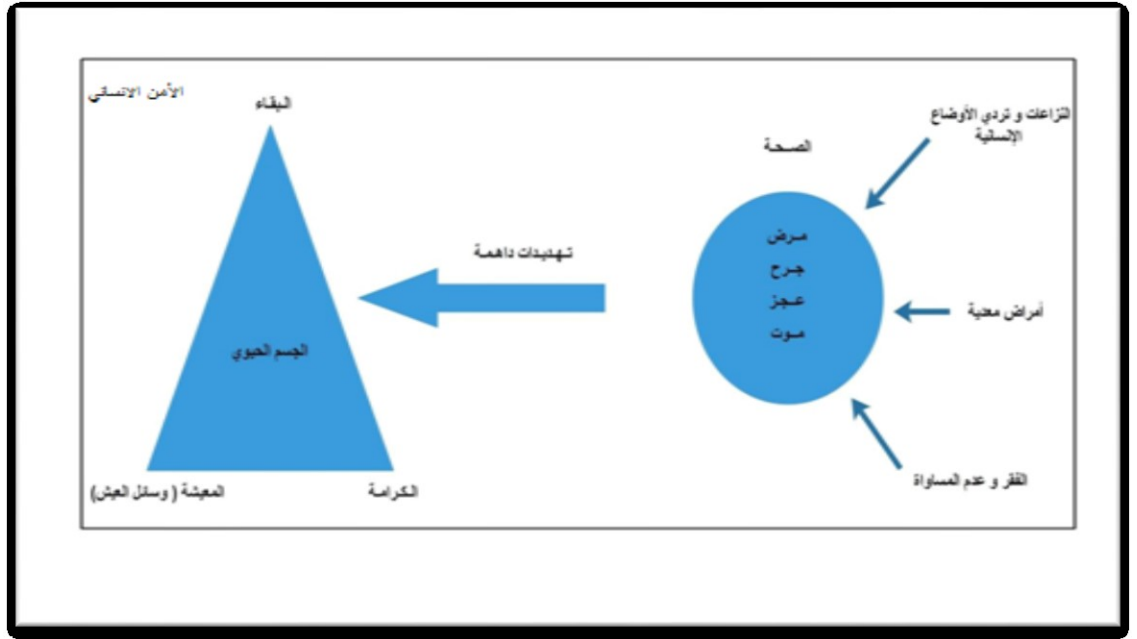 الأمن الانساني
البقاء
النزاعات و تردي الأوضاع
الإنسانية
الصحة
مرض
جرح
عجز
موت
تهديدات داهمة
أمراض معدية
الجسم الحيوي
الفقر و عدم المساواة
الكرامة
المعيشة ( وسائل العيش)